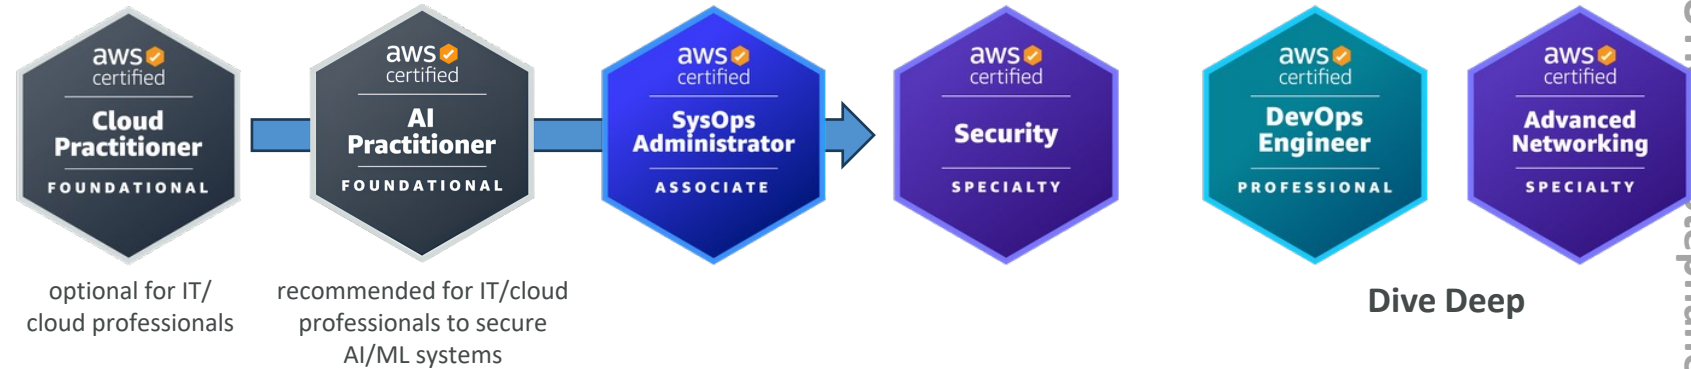 aws
certified
Cloud
Practitioner
FOUNDATIONAL
optional for IT/
cloud professionals
aws
certified
AI
Practitioner
FOUNDATIONAL
recommended for IT/cloud
professionals to secure
AI/ML systems
aws
certified
SysOps
Administrator
ASSOCIATE
aws
certified
Security
SPECIALTY
aws
certified
DevOps
Engineer
PROFESSIONAL
aws
certified
Advanced
Networking
SPECIALTY
Dive Deep